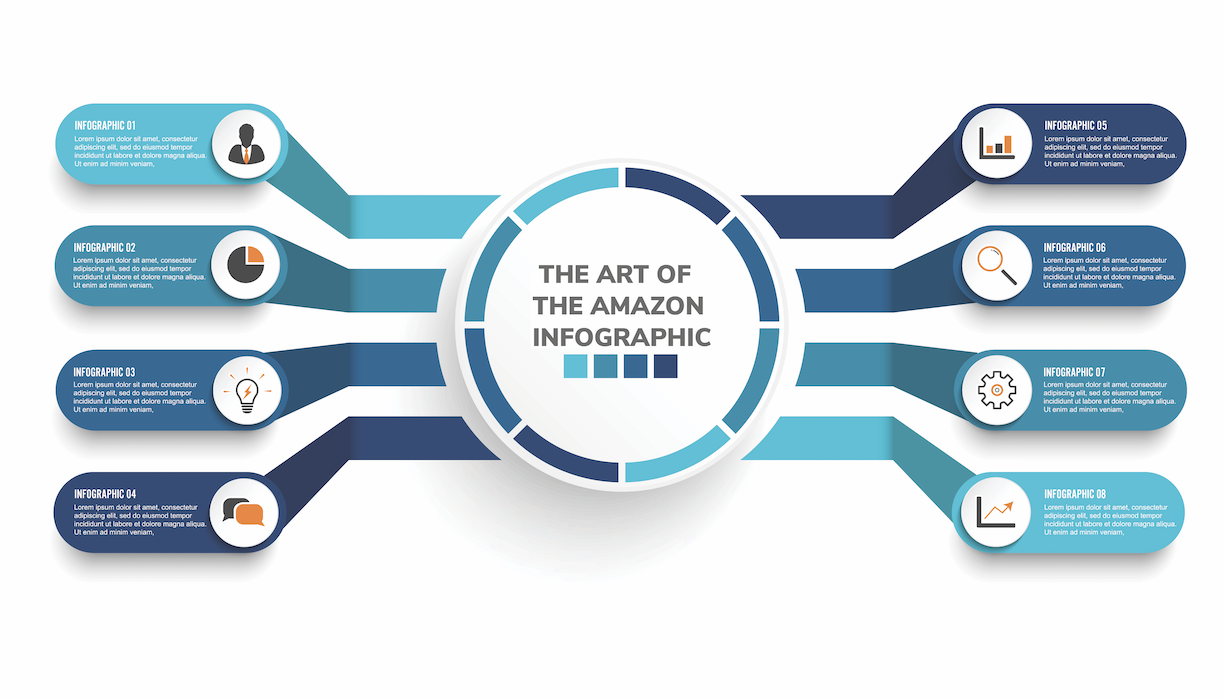 INFOGRAPHIC 01
Lorem ipsum dolor sit amet, consectetur
adipiscing elit, sed do eiusmod tempor
incididunt ut labore et dolore magna aliqua.
Ut enim ad minim veniam,
INFOGRAPHIC 02
Lorem ipsum dolor sit amet, consectetur
adipiscing elit, sed do eiusmod tempor
incididunt ut labore et dolore magna aliqua.
Ut enim ad minim veniam,
INFOGRAPHIC 03
Lorem ipsum dolor sit amet, consectetur
adipiscing elit, sed do eiusmod tempor
incididunt ut labore et dolore magna aliqua.
Ut enim ad minim veniam,
INFOGRAPHIC 04
Lorem ipsum dolor sit amet, consectetur
adipiscing elit, sed do eiusmod tempor
incididunt ut labore et dolore magna aliqua.
Ut enim ad minim veniam,
THE ART OF
THE AMAZON
INFOGRAPHIC
INFOGRAPHIC 05
Lorem ipsum dolor sit amet, consectetur
adipiscing elit, sed do eiusmod tempor
incididunt ut labore et dolore magna aliqua.
Ut enim ad minim veniam,
INFOGRAPHIC 06
Lorem ipsum dolor sit amet, consectetur
adipiscing elit, sed do eiusmod tempor
incididunt ut labore et dolore magna aliqua.
Ut enim ad minim veniam,
INFOGRAPHIC 07
Lorem ipsum dolor sit amet, consectetur
adipiscing elit, sed do eiusmod tempor
incididunt ut labore et dolore magna aliqua.
Ut enim ad minim veniam,
INFOGRAPHIC 08
Lorem ipsum dolor sit amet, consectetur
adipiscing elit, sed do eiusmod tempor
incididunt ut labore et dolore magna aliqua.
Ut enim ad minim veniam,